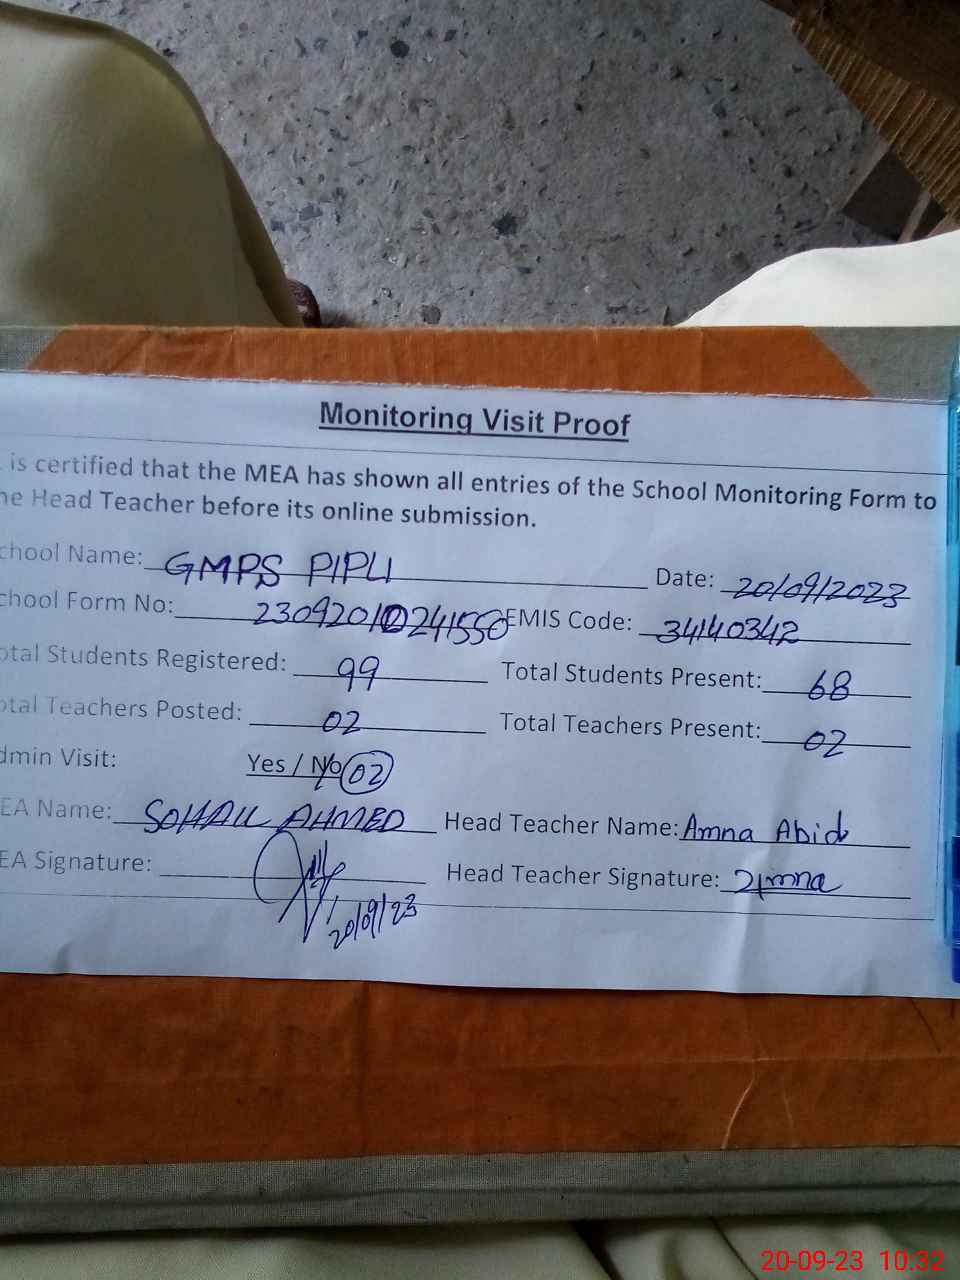 Monitoring Visit Proof
is certified that the MEA has shown all entries of the School Monitoring Form to
he Head Teacher before its online submission.
chool Name: GMPS PIPLI Date: 20/09/2023
chool Form No: 23092010241550 EMIS Code: 34140342
otal Students Registered: 99 Total Students Present: 68
otal Teachers Posted: 02 Total Teachers Present: 02
dmin Visit: Yes / No 02
EA Name: SOHAIL AHMED Head Teacher Name: Amna Abid
EA Signature: Head Teacher Signature: Amna
20/09/23
20-09-23 10:32